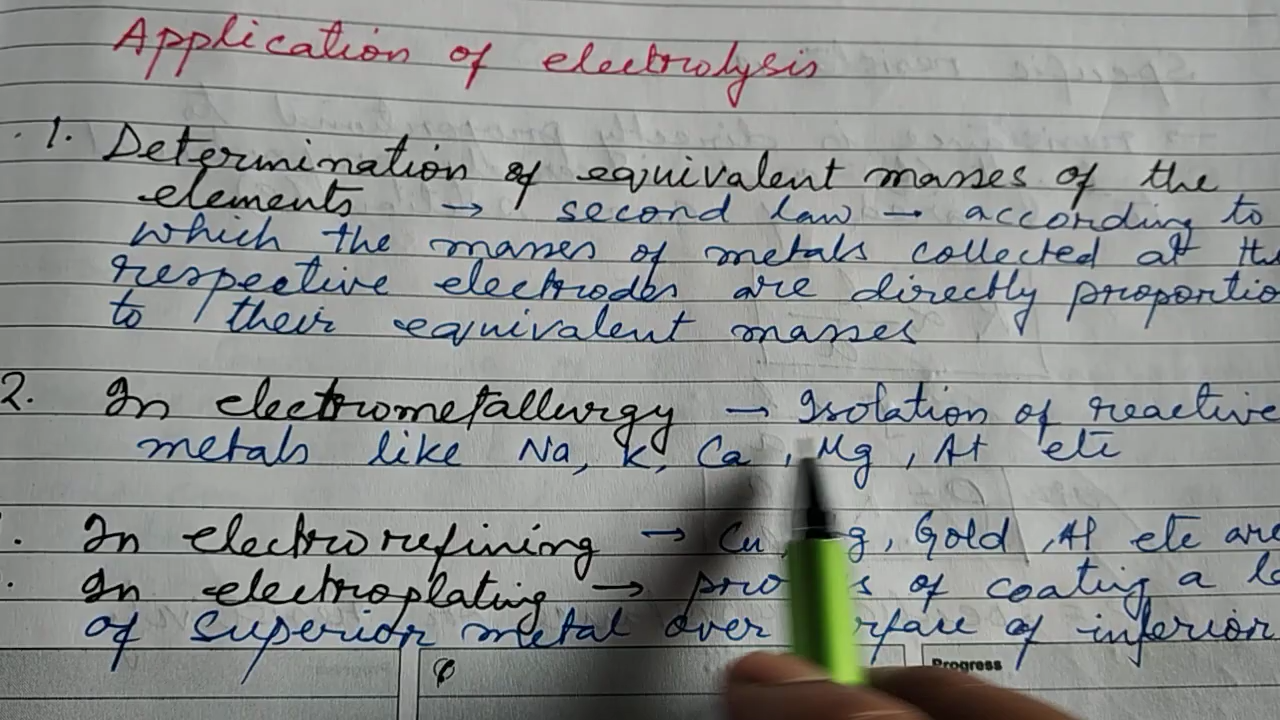 Application of electrolysis
1. Determination of equivalent masses of the
elements → second law → according to
which the masses of metals collected at the
respective electrodes are directly proportio
to their equivalent masses
2. In electrometallurgy → Isolation of reactive
metals like Na, K, Ca, Mg, Al etc
. In electrorefining → Cu, g, Gold, Al etc are
. In electroplating → pro s of coating a
of superior metal over rface of inferior
Progress